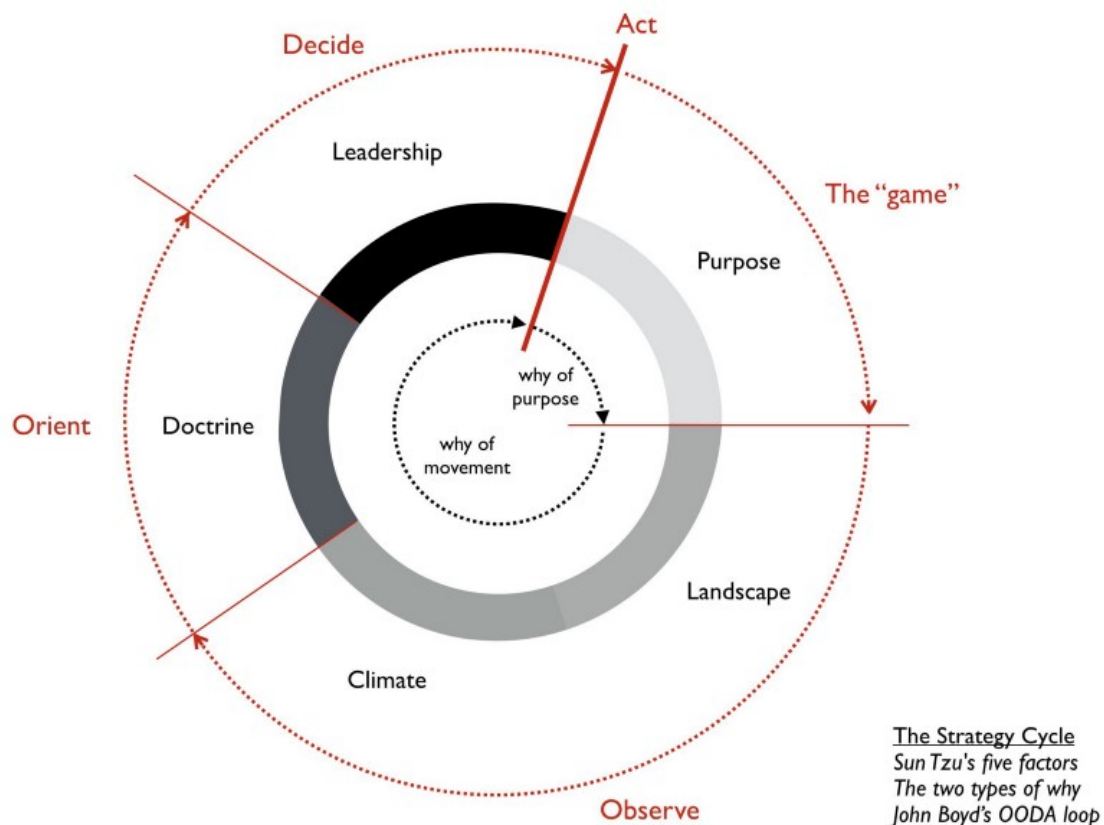 Act
Decide
Leadership
The “game”
Purpose
why of
purpose
Orient
Doctrine
why of
movement
Landscape
Climate
The Strategy Cycle
Sun Tzu's five factors
The two types of why
John Boyd's OODA loop
Observe